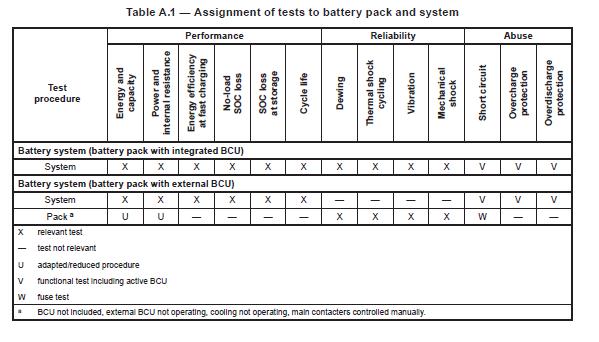 Table A.1 — Assignment of tests to battery pack and system
Test procedure | Performance | Reliability | Abuse
Energy and capacity | Power and internal resistance | Energy efficiency at fast charging | No-load SOC loss | SOC loss at storage | Cycle life | Dewing | Thermal shock cycling | Vibration | Mechanical shock | Short circuit | Overcharge protection | Overdischarge protection
Battery system (battery pack with integrated BCU)
System X X X X X X X X X X V V V
Battery system (battery pack with external BCU)
System X X X X X X — — — — V V V
Pack a U U — — — — X X X X W — —
X relevant test
— test not relevant
U adapted/reduced procedure
V functional test including active BCU
W fuse test
a BCU not included, external BCU not operating, cooling not operating, main contacters controlled manually.